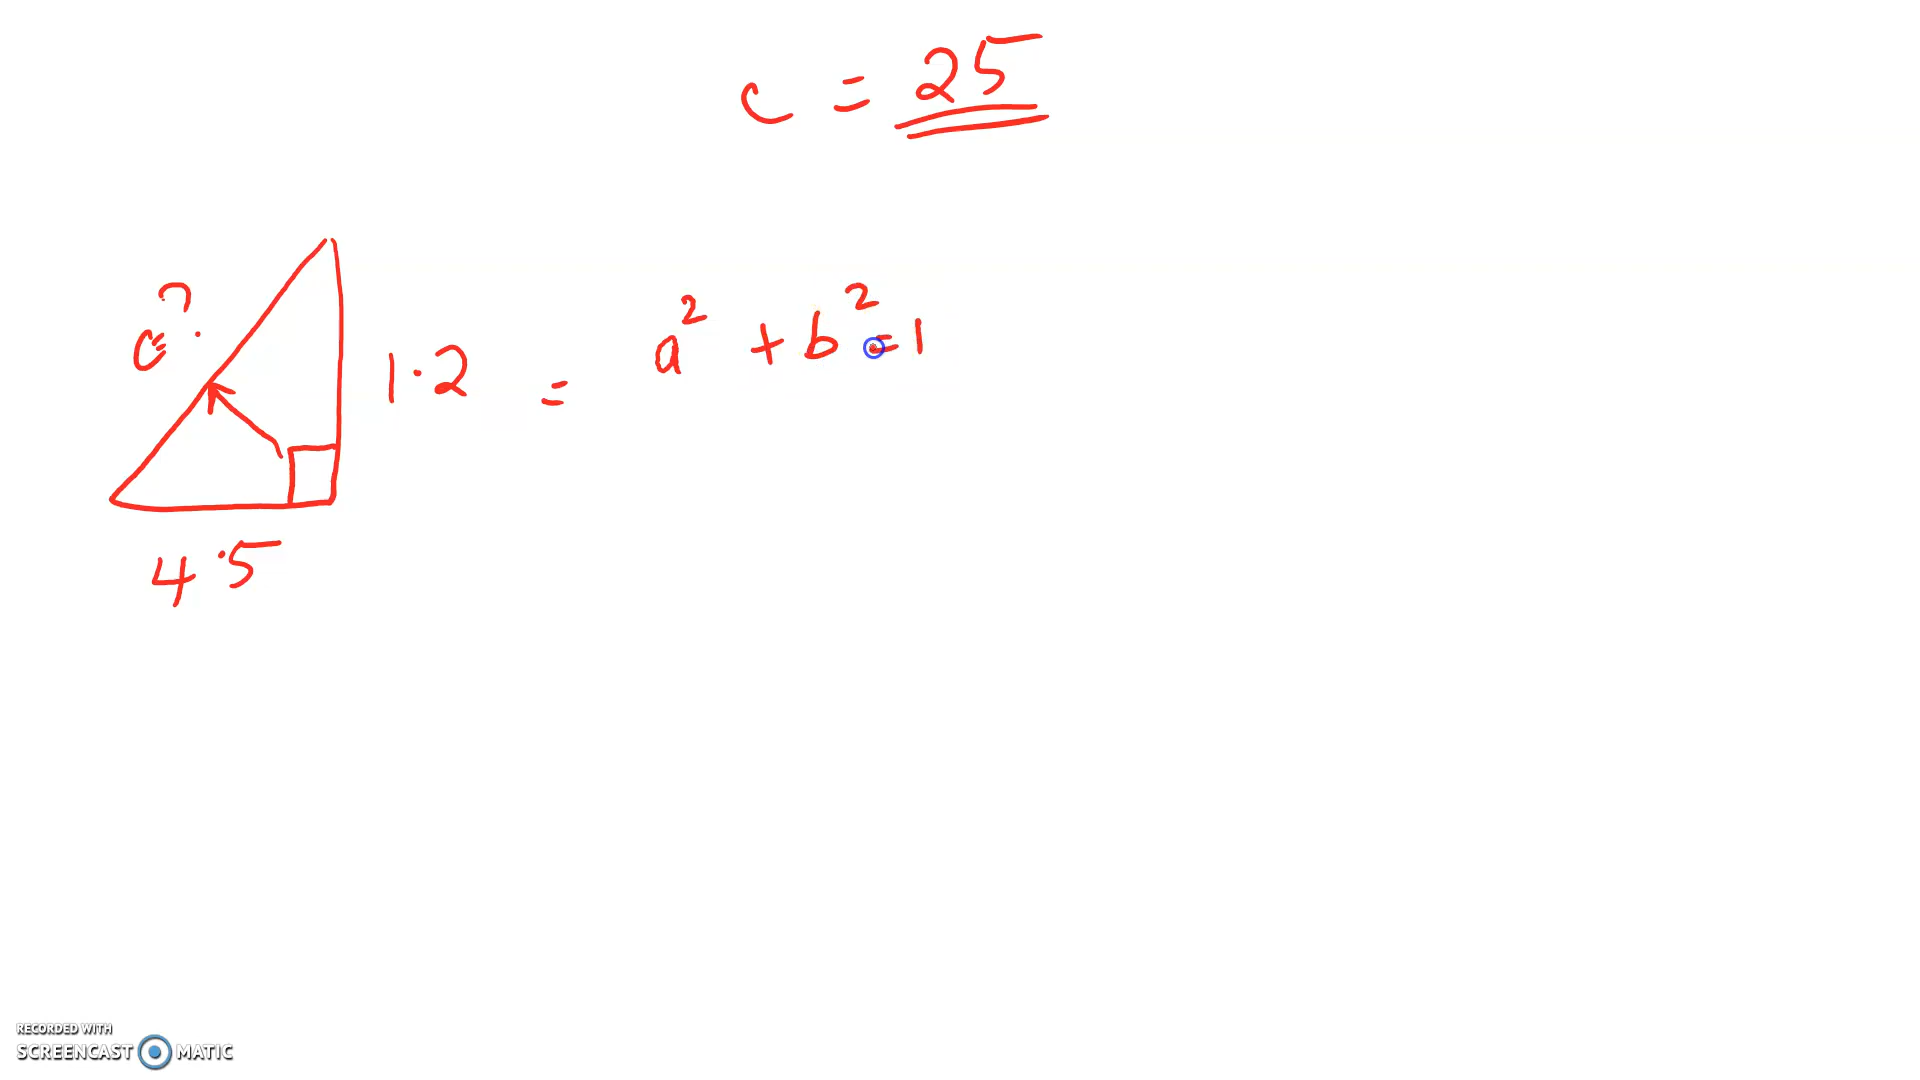 c = 25
c ?
1·2 = a² + b² = 1
4·5
RECORDED WITH
SCREENCAST MATIC